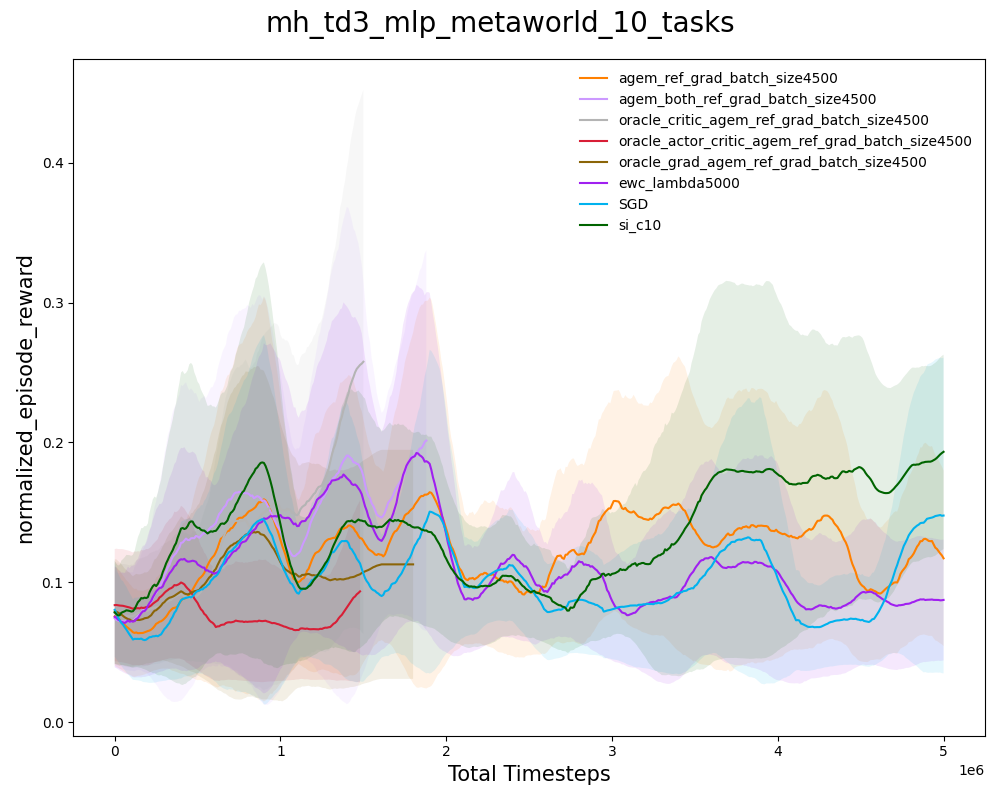 mh_td3_mlp_metaworld_10_tasks
agem_ref_grad_batch_size4500
agem_both_ref_grad_batch_size4500
oracle_critic_agem_ref_grad_batch_size4500
oracle_actor_critic_agem_ref_grad_batch_size4500
oracle_grad_agem_ref_grad_batch_size4500
ewc_lambda5000
SGD
si_c10
normalized_episode_reward
0.4
0.3
0.2
0.1
0.0
0 1 2 3 4 5
1e6
Total Timesteps